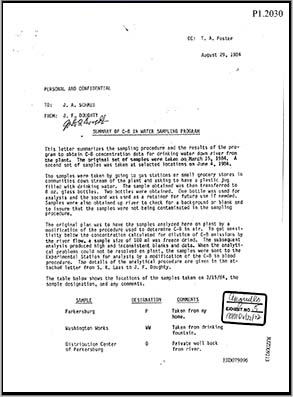 P1.2030
CC: T. A. Foster
August 29, 1984
PERSONAL AND CONFIDENTIAL
TO: J. A. SCHMID
FROM: J. F. DOUGHTY
SUMMARY OF C-8 IN WATER SAMPLING PROGRAM
This letter summarizes the sampling procedure and the results of the pro-
gram to obtain C-8 concentration data for drinking water down river from
the plant. The original set of samples were taken on March 15, 1984. A
second set of samples was taken at selected locations on June 4, 1984.
The samples were taken by going to gas stations or small grocery stores in
communities down stream of the plant and asking to have a plastic jug
filled with drinking water. The sample obtained was then transferred to
8 oz. glass bottles. Two bottles were obtained. One bottle was used for
analysis and the second was used as a retainer for future use if needed.
Samples were also obtained up river to check for a background or blank and
to insure that the samples were not being contaminated in the sampling
procedure.
The original plan was to have the samples analyzed here on plant by a
modification of the procedure used to determine C-8 in air. To get sensi-
tivity below the concentration calculated for dilution of C-8 emissions by
the river flow, a sample size of 100 ml was freeze dried. The subsequent
analysis produced high and inconsistent blanks and data. When the analyti-
cal problems could not be resolved on plant, the samples were sent to the
Experimental Station for analysis by a modification of the C-8 in blood
procedure. The details of the analytical procedure are given in the at-
tached letter from S. K. to J. F. Doughty.
The table below shows the locations of the samples taken on 3/15/84, the
sample designation, and any comments.
SAMPLE DESIGNATION COMMENTS
Parkersburg P Taken from my
home.
Washington Works WW Taken from drinking
fountain.
Distribution Center D Private well back
of Parkersburg from river.
EXHIBIT NO.
EID079096